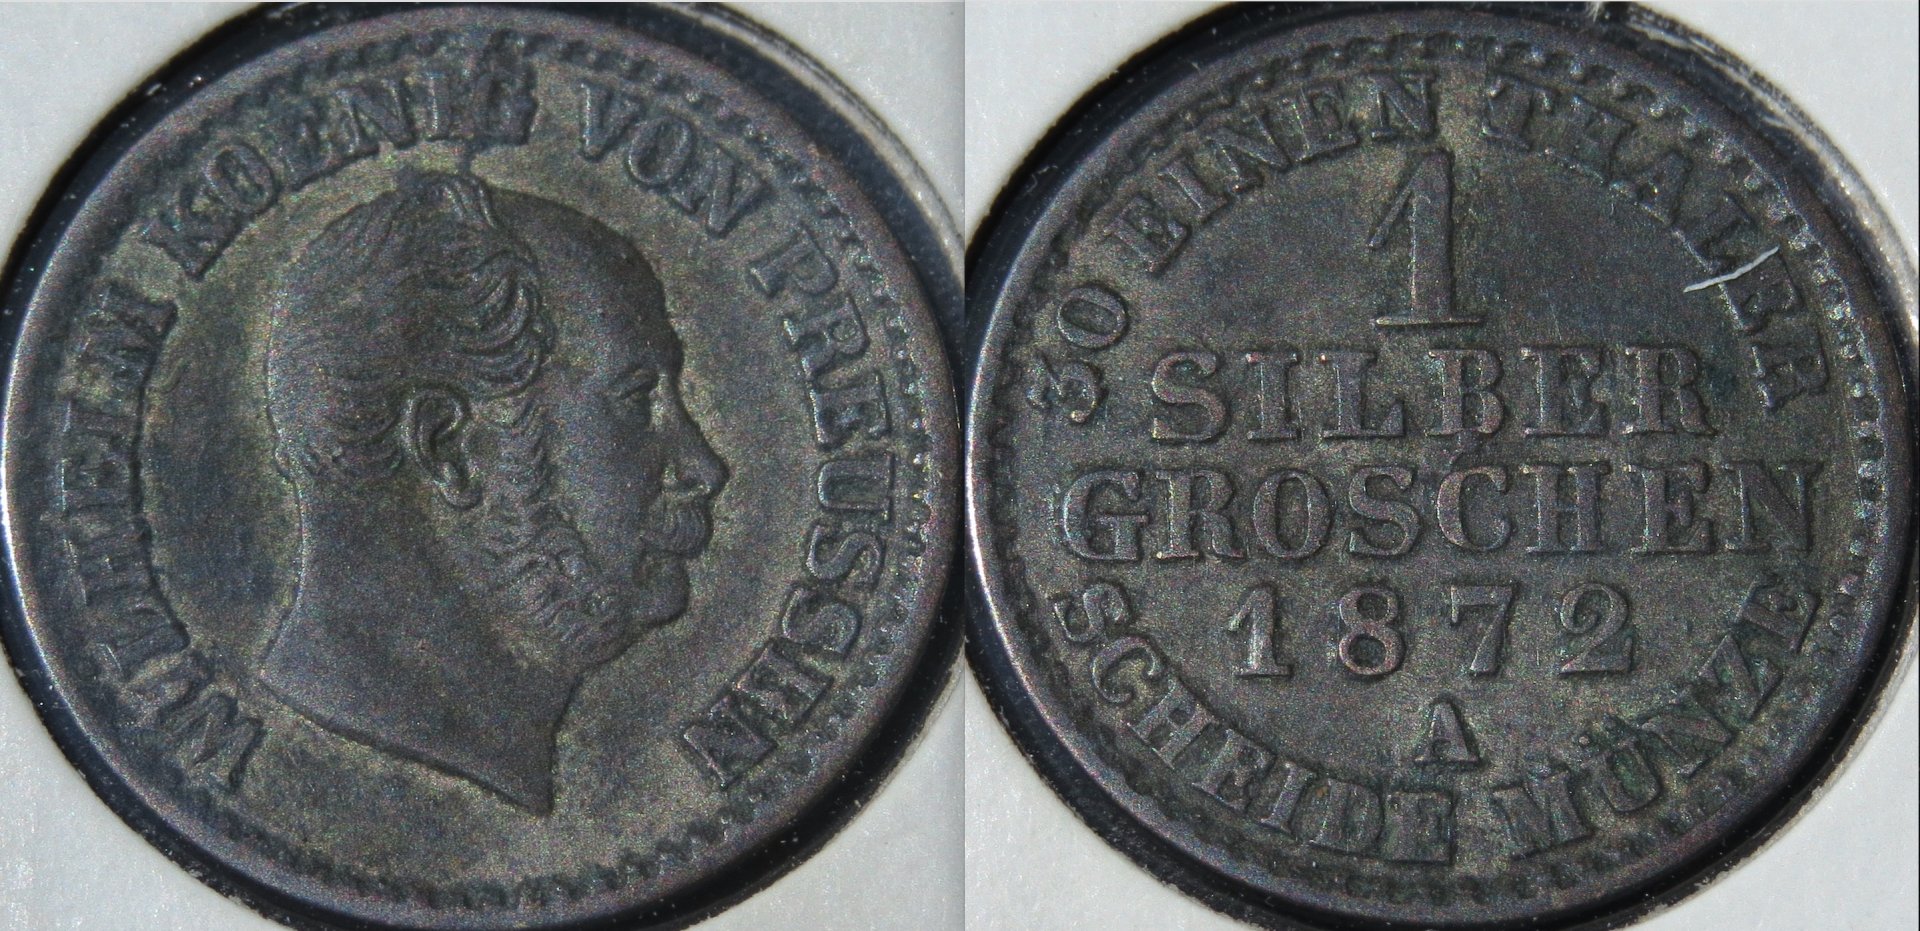 WILHELM KOENIG VON PREUSSEN
30 EINEN THALER
1
SILBER
GROSCHEN
1872
A
SCHEIDE MÜNZE